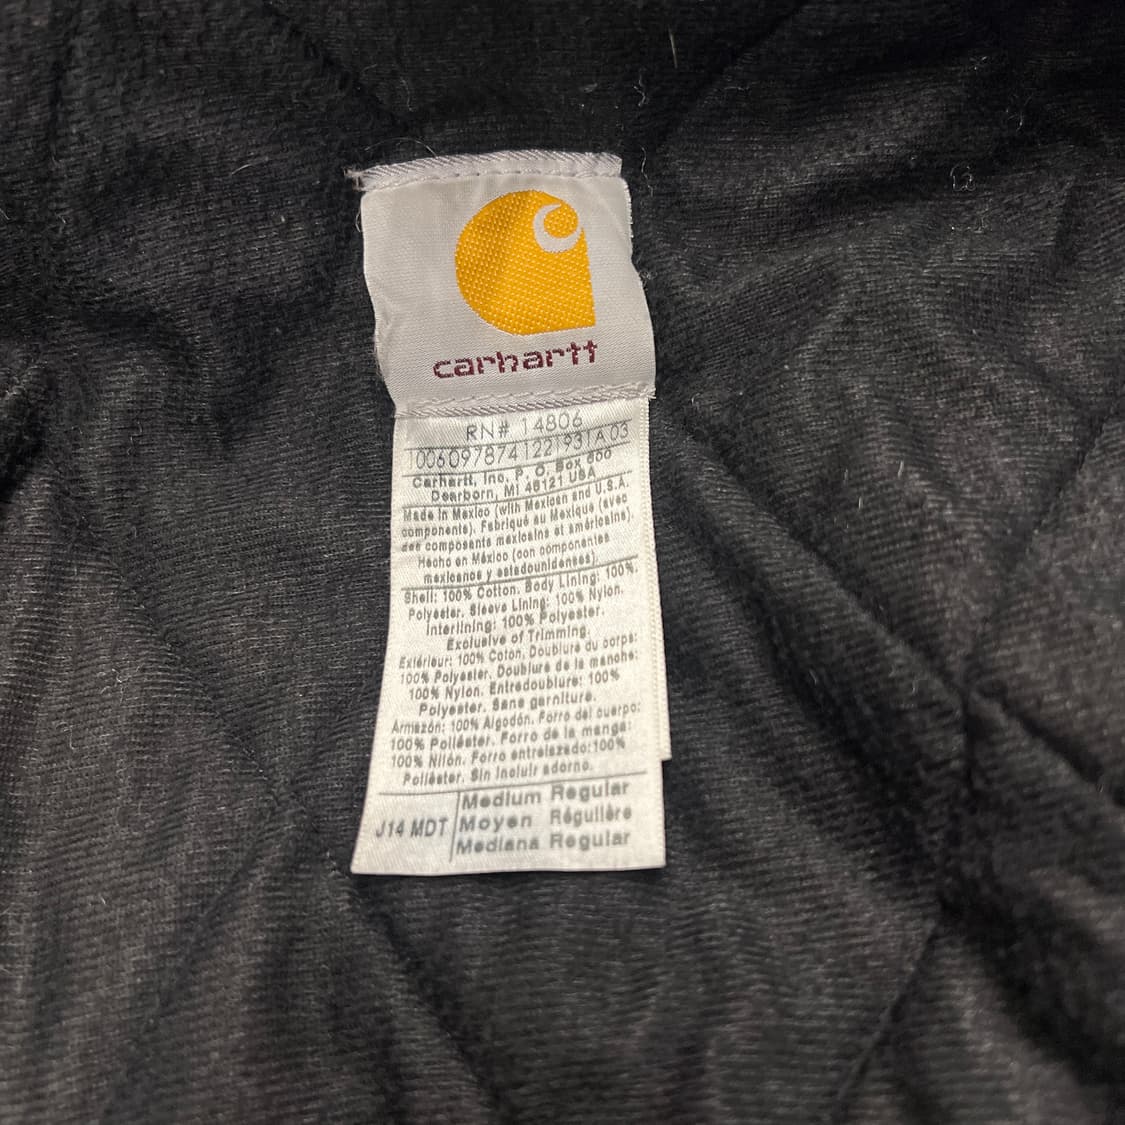 carhartt
RN# 14806
10060978741221931A 03
Carhartt, Inc. P. O. Box 600
Dearborn, MI 48121 USA
Made in Mexico (with Mexican and U.S.A.
components). Fabriqué au Mexique (avec
des composants mexicains et américains).
Hecho en México (con componentes
mexicanos y estadounidenses).
Shell: 100% Cotton. Body Lining: 100%
Polyester. Sleeve Lining: 100% Nylon.
Interlining: 100% Polyester.
Exclusive of Trimming.
Extérieur: 100% Coton. Doublure du corps:
100% Polyester. Doublure de la manche:
100% Nylon. Entredoublure: 100%
Polyester. Sans garniture.
Armazón: 100% Algodón. Forro del cuerpo:
100% Poliéster. Forro de la manga:
100% Nilón. Forro entrelazado:100%
Poliéster. Sin incluir adorno.
J14 MDT
Medium Regular
Moyen Régulière
Mediana Regular